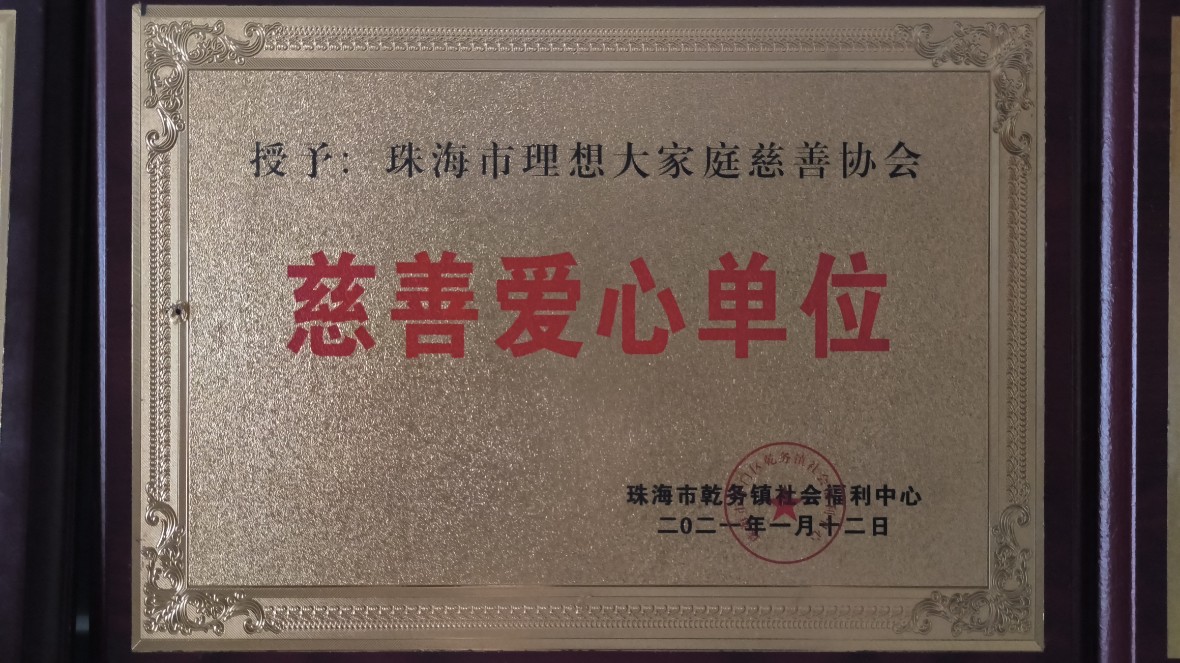 授予：珠海市理想大家庭慈善协会
慈善爱心单位
珠海市乾务镇社会福利中心
二0二一年一月十二日